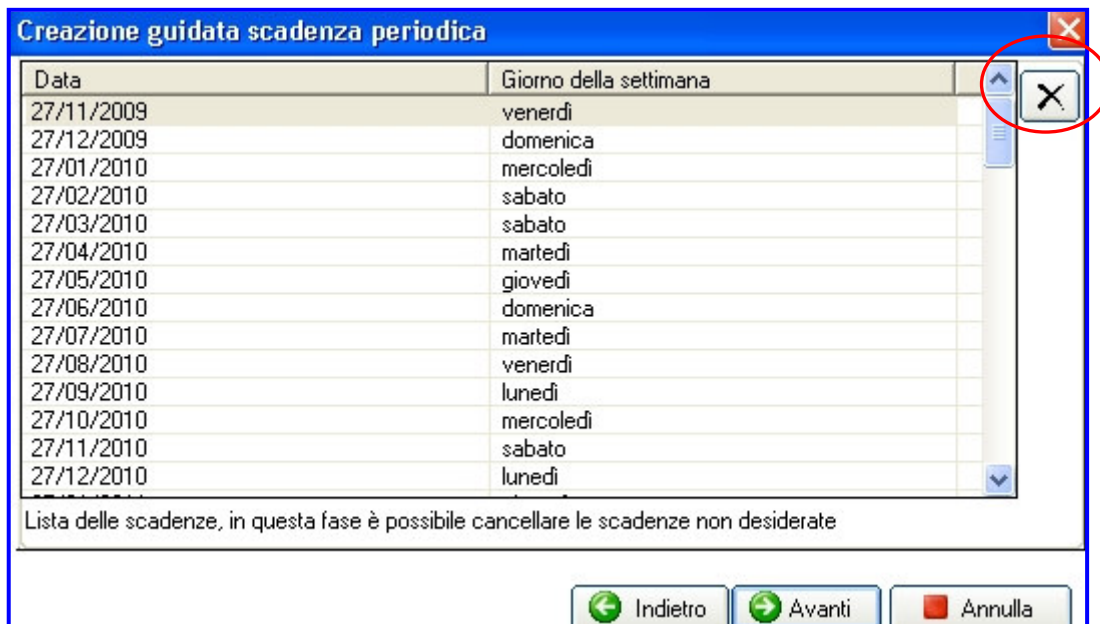 Creazione guidata scadenza periodica
Data Giorno della settimana
27/11/2009 venerdì
27/12/2009 domenica
27/01/2010 mercoledì
27/02/2010 sabato
27/03/2010 sabato
27/04/2010 martedì
27/05/2010 giovedì
27/06/2010 domenica
27/07/2010 martedì
27/08/2010 venerdì
27/09/2010 lunedì
27/10/2010 mercoledì
27/11/2010 sabato
27/12/2010 lunedì
Lista delle scadenze, in questa fase è possibile cancellare le scadenze non desiderate
Indietro Avanti Annulla